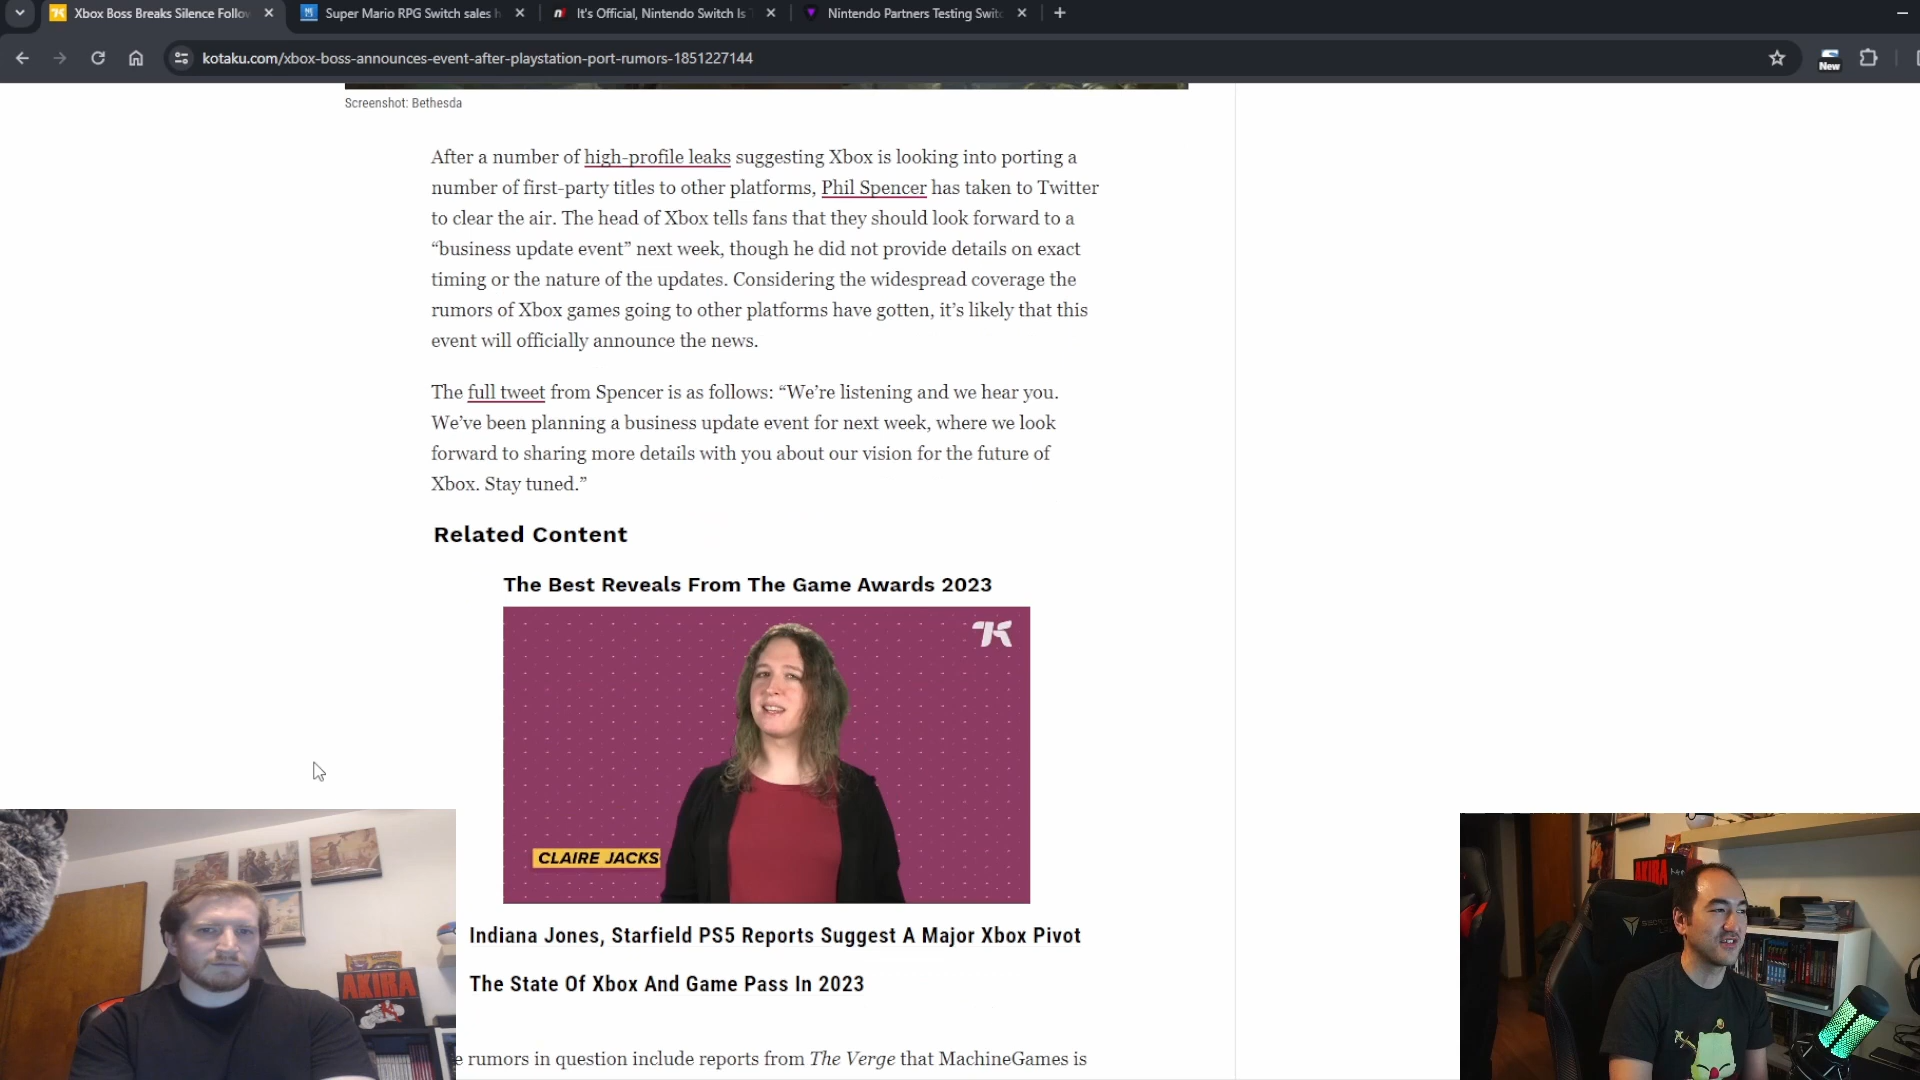 Xbox Boss Breaks Silence Follow
Super Mario RPG Switch sales h
It's Official, Nintendo Switch Is
Nintendo Partners Testing Switc
kotaku.com/xbox-boss-announces-event-after-playstation-port-rumors-1851227144
New
Screenshot: Bethesda
After a number of high-profile leaks suggesting Xbox is looking into porting a
number of first-party titles to other platforms, Phil Spencer has taken to Twitter
to clear the air. The head of Xbox tells fans that they should look forward to a
“business update event” next week, though he did not provide details on exact
timing or the nature of the updates. Considering the widespread coverage the
rumors of Xbox games going to other platforms have gotten, it’s likely that this
event will officially announce the news.
The full tweet from Spencer is as follows: “We’re listening and we hear you.
We’ve been planning a business update event for next week, where we look
forward to sharing more details with you about our vision for the future of
Xbox. Stay tuned.”
Related Content
The Best Reveals From The Game Awards 2023
CLAIRE JACKS
Indiana Jones, Starfield PS5 Reports Suggest A Major Xbox Pivot
The State Of Xbox And Game Pass In 2023
e rumors in question include reports from The Verge that MachineGames is
AKIRA
AKIRA